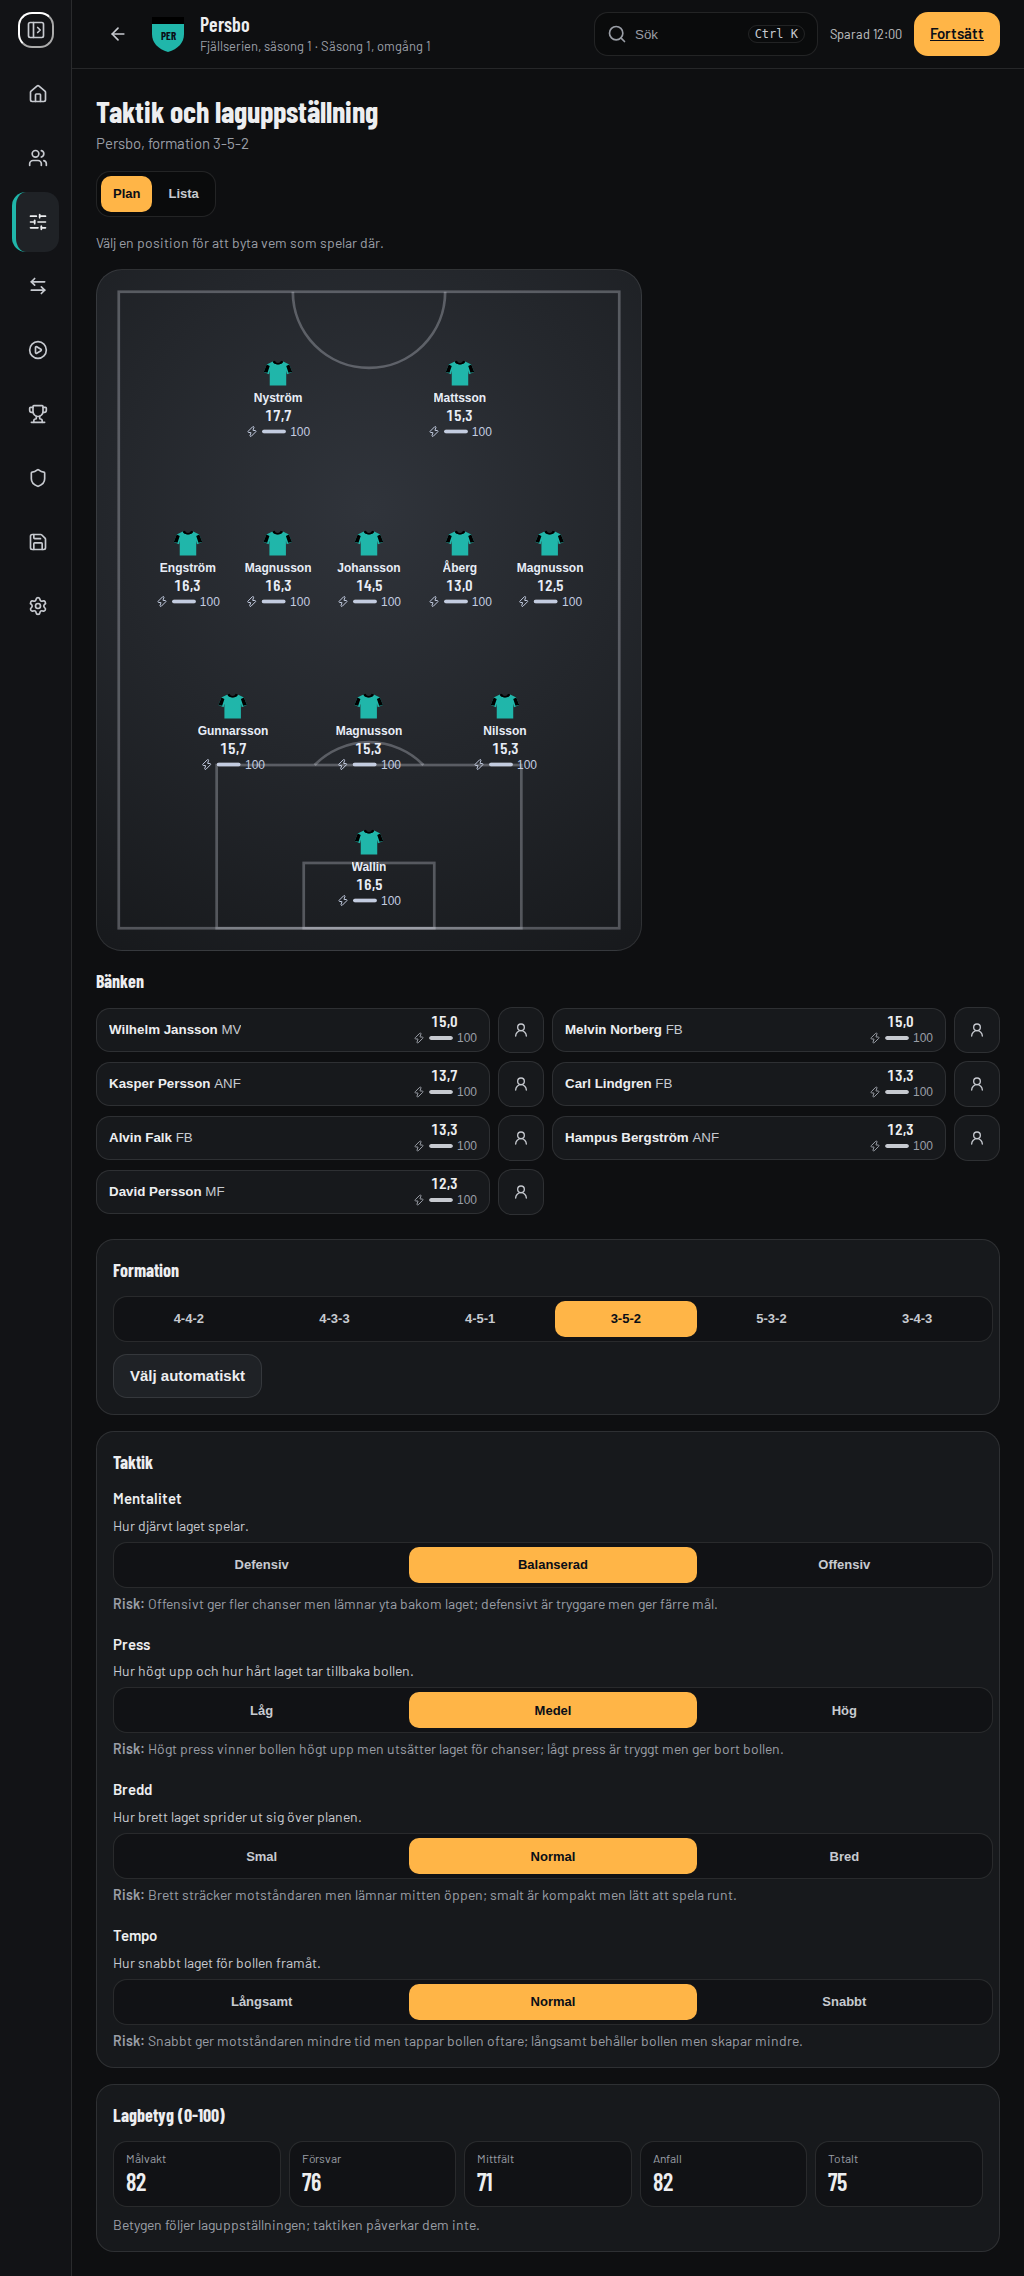 PER
Persbo
Fjällserien, säsong 1 · Säsong 1, omgång 1
Sök
Ctrl K
Sparad 12:00
Fortsätt
Taktik och laguppställning
Persbo, formation 3-5-2
Plan
Lista
Välj en position för att byta vem som spelar där.
Nyström
17,7
100
Mattsson
15,3
100
Engström
16,3
100
Magnusson
16,3
100
Johansson
14,5
100
Åberg
13,0
100
Magnusson
12,5
100
Gunnarsson
15,7
100
Magnusson
15,3
100
Nilsson
15,3
100
Wallin
16,5
100
Bänken
Wilhelm Jansson MV
15,0
100
Melvin Norberg FB
15,0
100
Kasper Persson ANF
13,7
100
Carl Lindgren FB
13,3
100
Alvin Falk FB
13,3
100
Hampus Bergström ANF
12,3
100
David Persson MF
12,3
100
Formation
4-4-2
4-3-3
4-5-1
3-5-2
5-3-2
3-4-3
Välj automatiskt
Taktik
Mentalitet
Hur djärvt laget spelar.
Defensiv
Balanserad
Offensiv
Risk: Offensivt ger fler chanser men lämnar yta bakom laget; defensivt är tryggare men ger färre mål.
Press
Hur högt upp och hur hårt laget tar tillbaka bollen.
Låg
Medel
Hög
Risk: Högt press vinner bollen högt upp men utsätter laget för chanser; lågt press är tryggt men ger bort bollen.
Bredd
Hur brett laget sprider ut sig över planen.
Smal
Normal
Bred
Risk: Brett sträcker motståndaren men lämnar mitten öppen; smalt är kompakt men lätt att spela runt.
Tempo
Hur snabbt laget för bollen framåt.
Långsamt
Normal
Snabbt
Risk: Snabbt ger motståndaren mindre tid men tappar bollen oftare; långsamt behåller bollen men skapar mindre.
Lagbetyg (0-100)
Målvakt
82
Försvar
76
Mittfält
71
Anfall
82
Totalt
75
Betygen följer laguppställningen; taktiken påverkar dem inte.